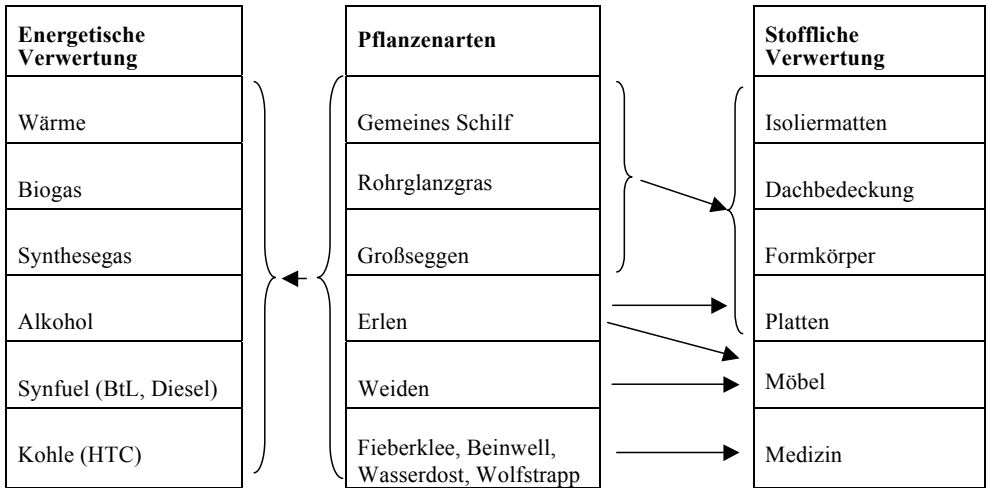 Energetische
Verwertung
Wärme
Biogas
Synthesegas
Alkohol
Synfuel (BtL, Diesel)
Kohle (HTC)
Pflanzenarten
Gemeines Schilf
Rohrglanzgras
Großseggen
Erlen
Weiden
Fieberklee, Beinwell,
Wasserdost, Wolfstrapp
Stoffliche
Verwertung
Isoliermatten
Dachbedeckung
Formkörper
Platten
Möbel
Medizin